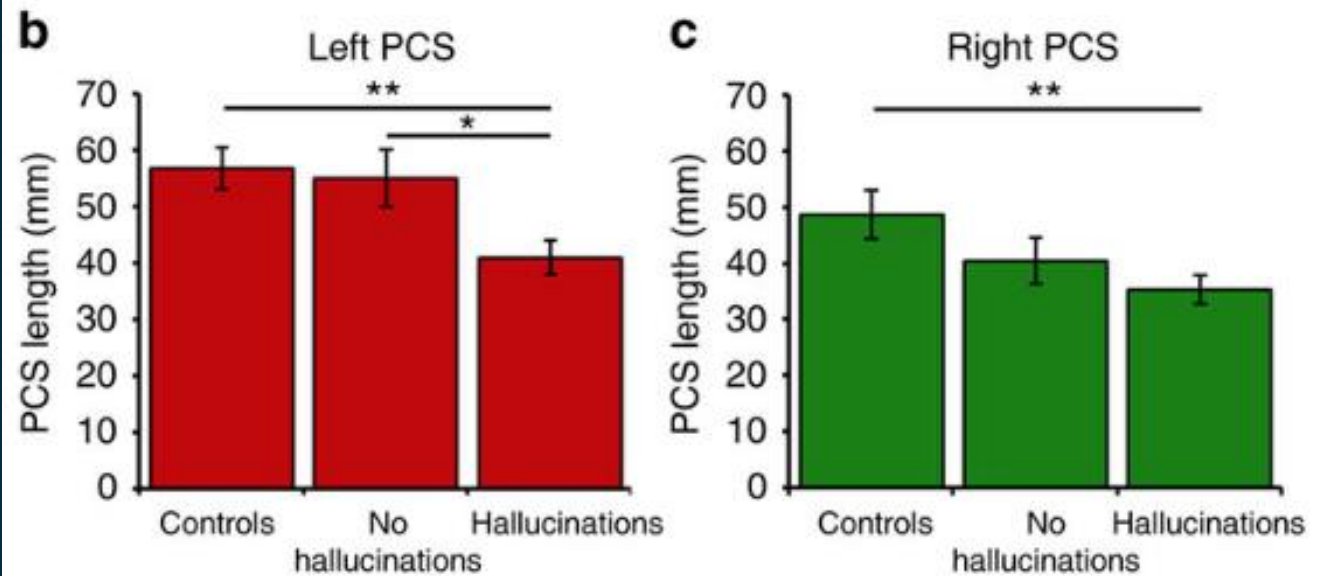 b
Left PCS
**
*
PCS length (mm)
70
60
50
40
30
20
10
0
Controls
No
hallucinations
Hallucinations
c
Right PCS
**
PCS length (mm)
70
60
50
40
30
20
10
0
Controls
No
hallucinations
Hallucinations